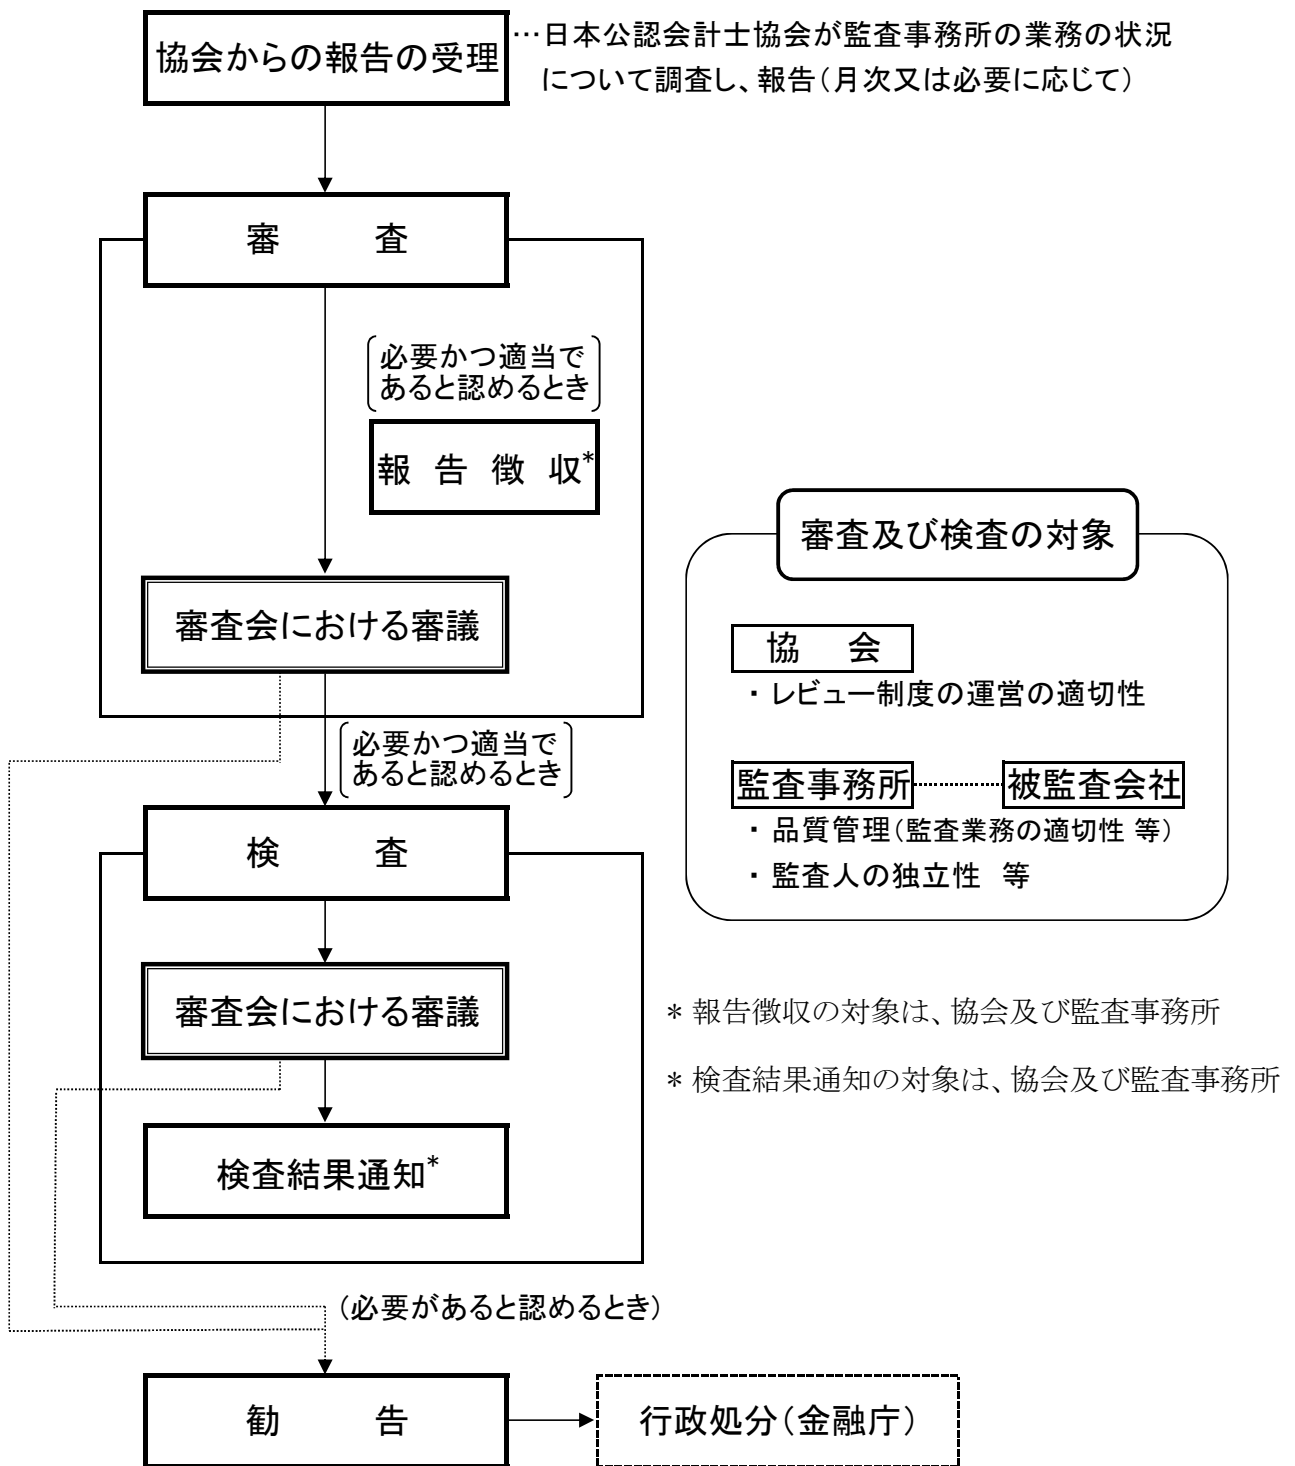 協会からの報告の受理
…日本公認会計士協会が監査事務所の業務の状況
について調査し、報告(月次又は必要に応じて)
審　査
必要かつ適当で
あると認めるとき
報 告 徴 収*
審査会における審議
必要かつ適当で
あると認めるとき
検　査
審査会における審議
検査結果通知*
(必要があると認めるとき)
勧　告
行政処分(金融庁)
審査及び検査の対象
協　会
・ レビュー制度の運営の適切性
監査事務所
被監査会社
・ 品質管理(監査業務の適切性 等)
・ 監査人の独立性 等
* 報告徴収の対象は、協会及び監査事務所
* 検査結果通知の対象は、協会及び監査事務所